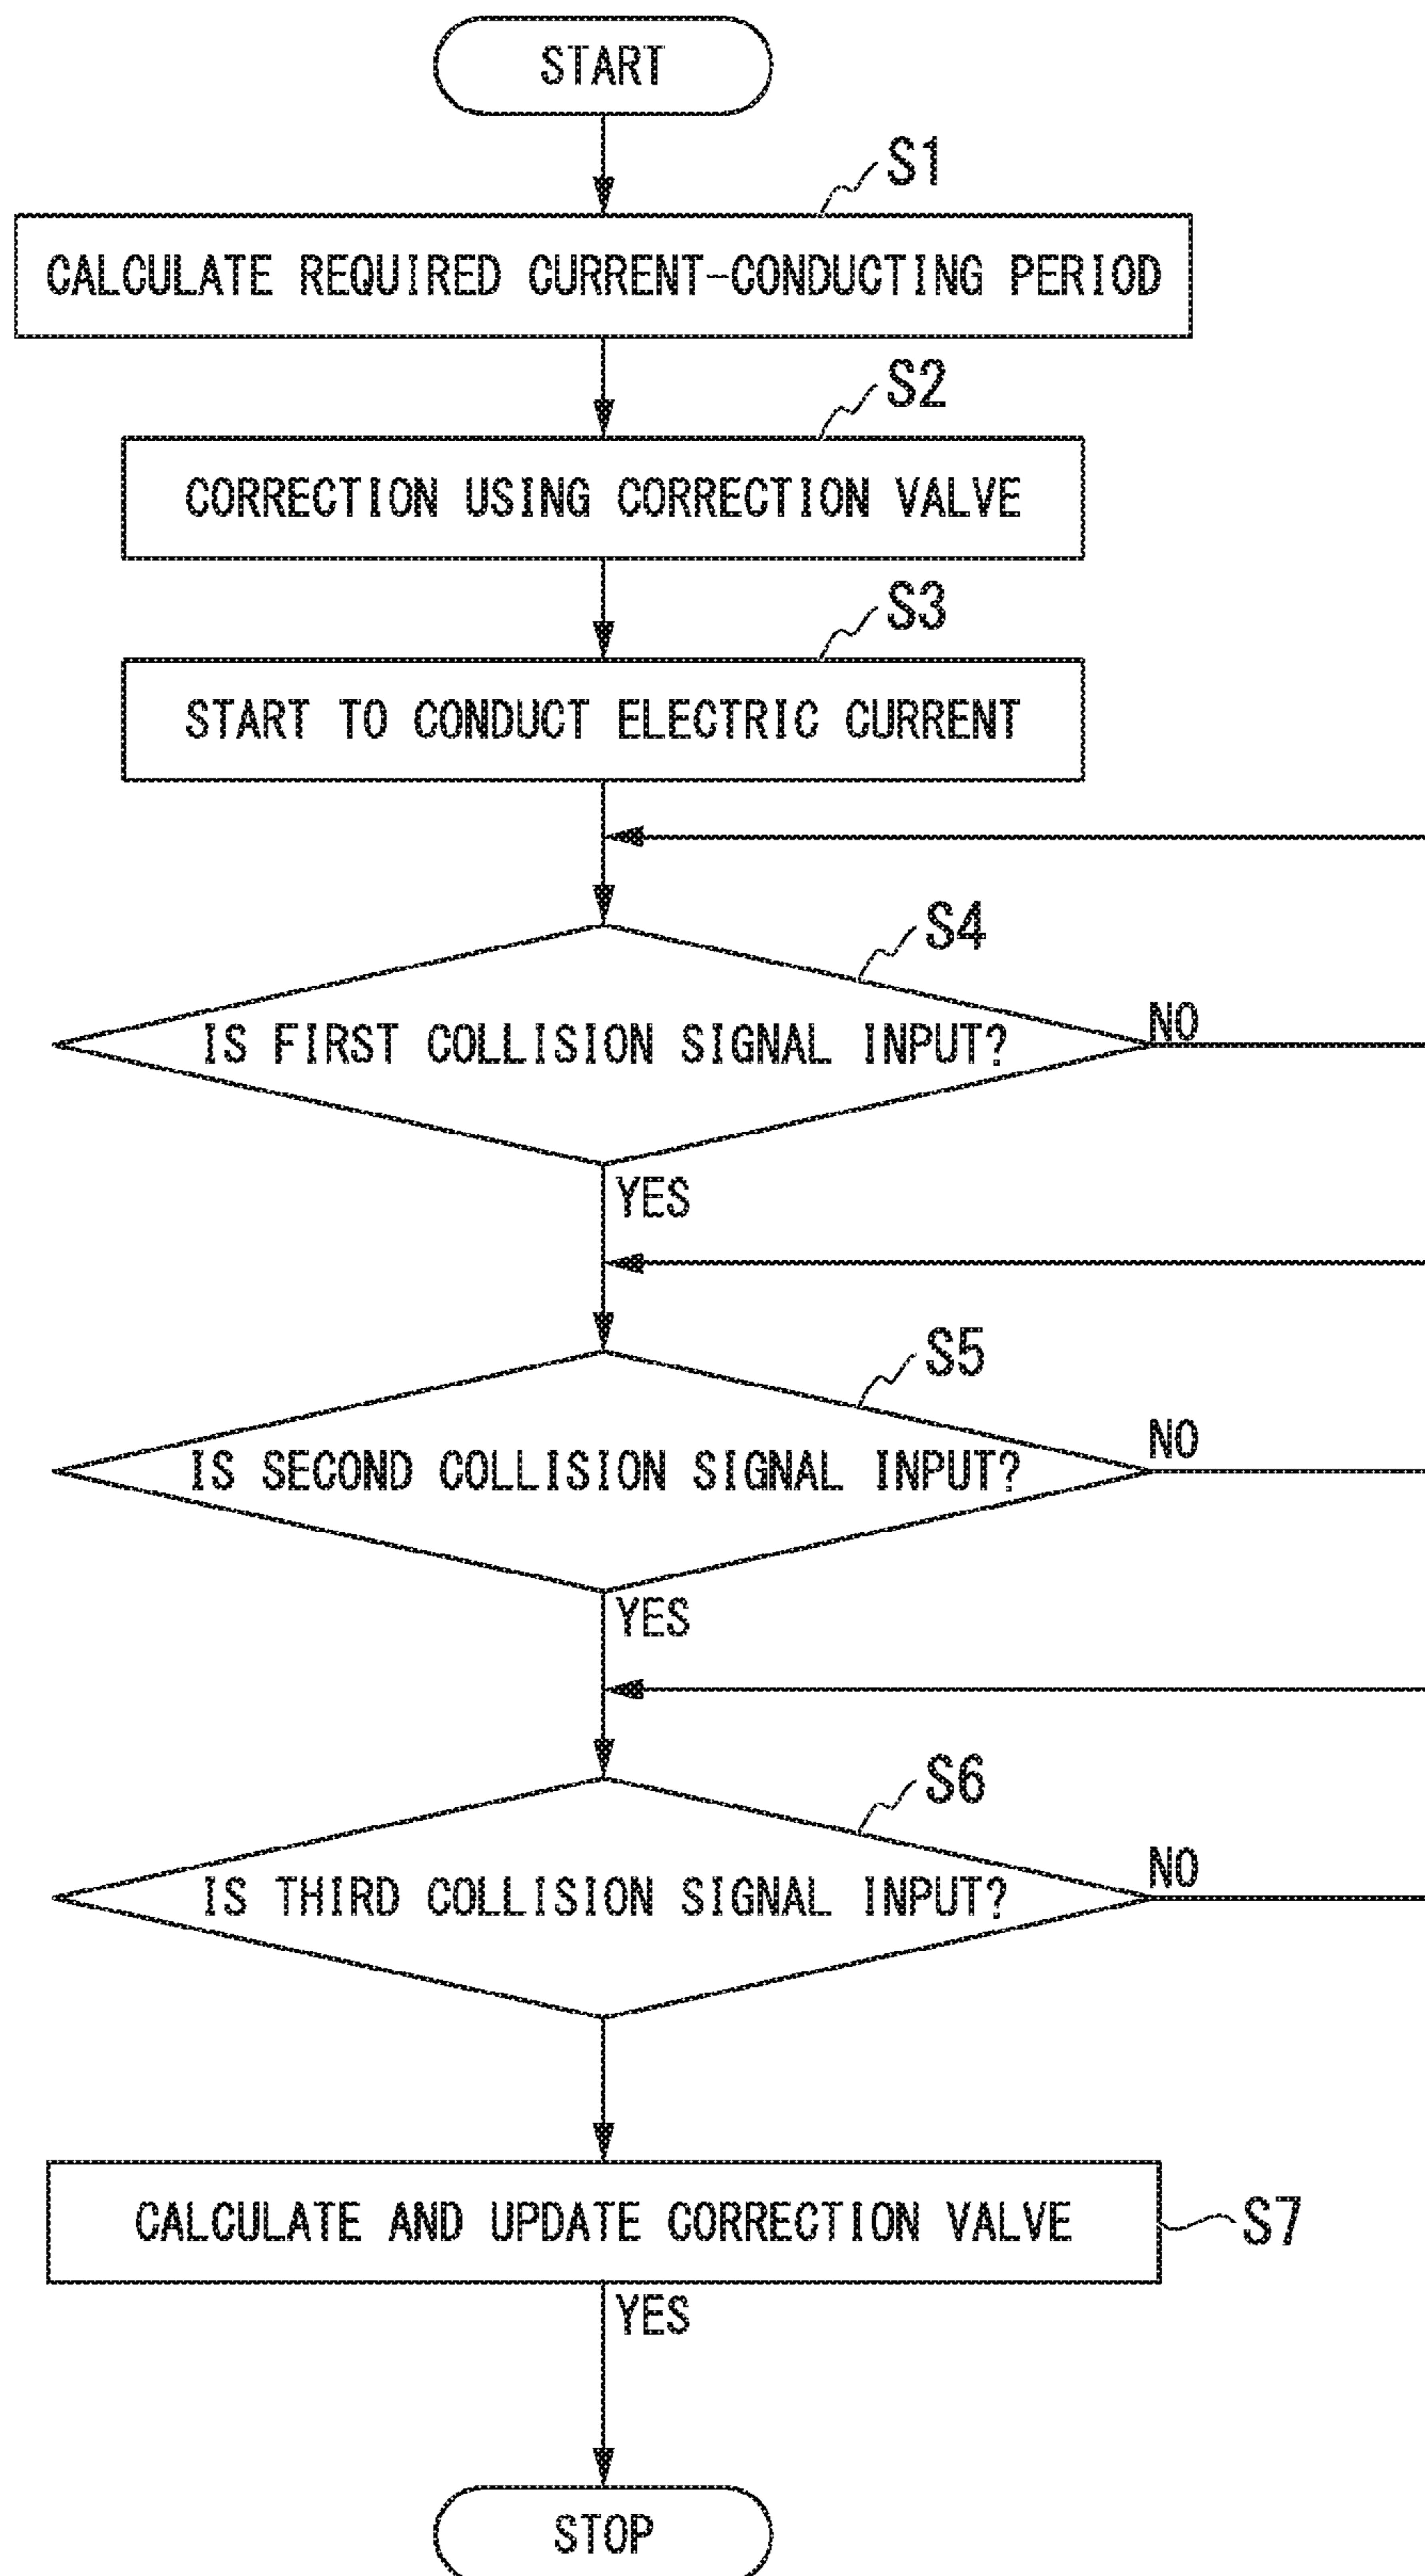 START
S1
CALCULATE REQUIRED CURRENT-CONDUCTING PERIOD
S2
CORRECTION USING CORRECTION VALVE
S3
START TO CONDUCT ELECTRIC CURRENT
S4
IS FIRST COLLISION SIGNAL INPUT?
NO
YES
S5
IS SECOND COLLISION SIGNAL INPUT?
NO
YES
S6
IS THIRD COLLISION SIGNAL INPUT?
NO
CALCULATE AND UPDATE CORRECTION VALVE
S7
YES
STOP